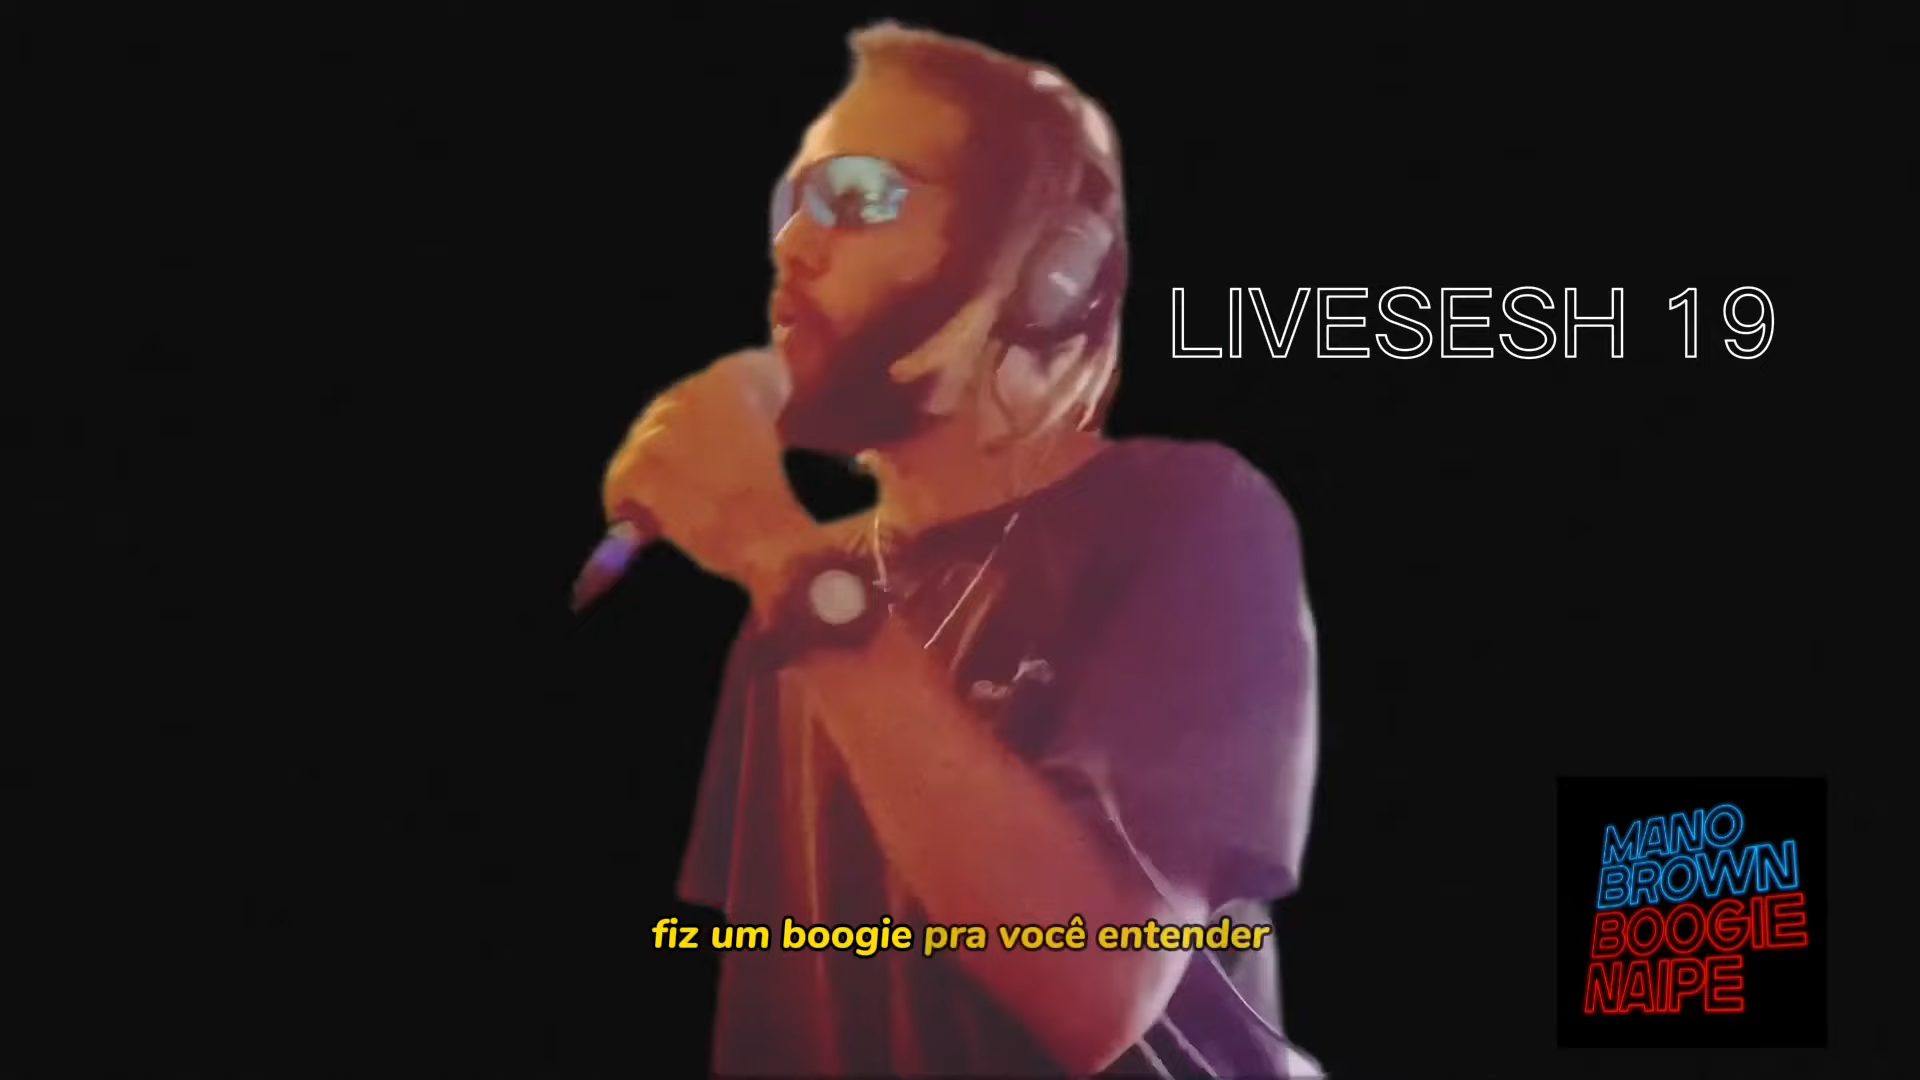 LIVESESH 19
MANO
BROWN
BOOGIE
NAIPE
fiz um boogie pra você entender